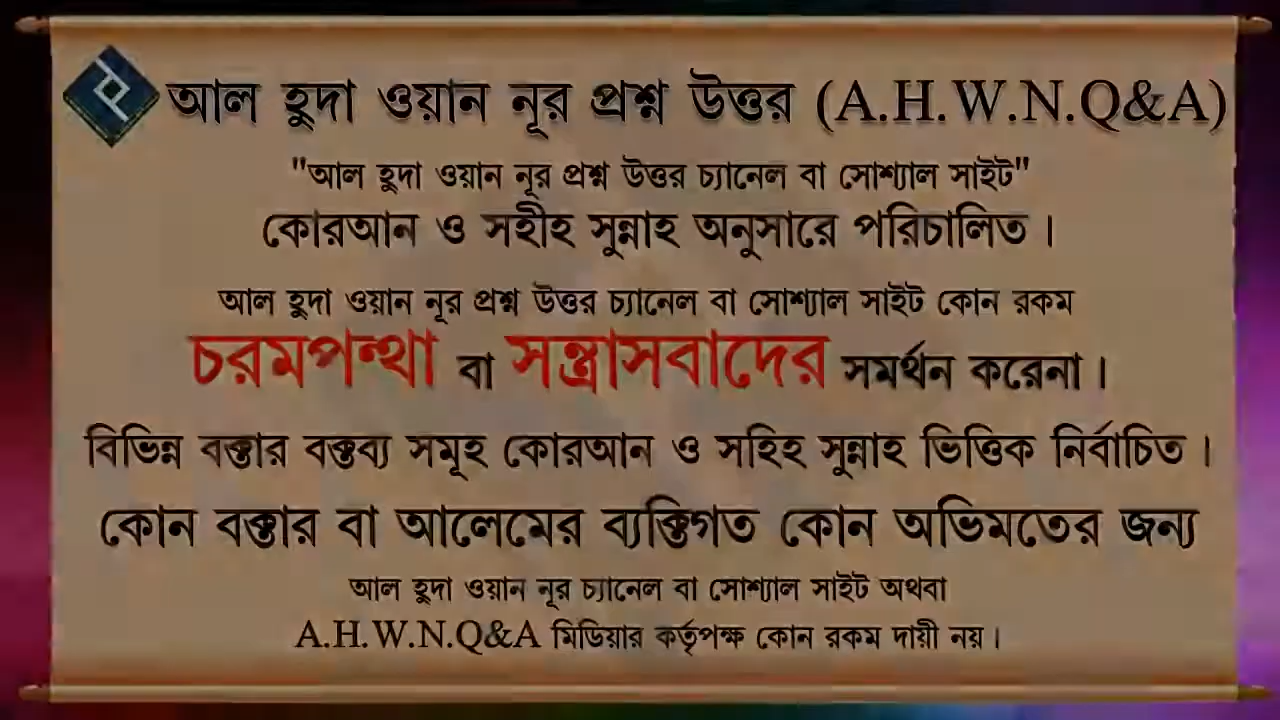 আল হুদা ওয়ান নূর প্রশ্ন উত্তর (A.H.W.N.Q&A)
"আল হুদা ওয়ান নূর প্রশ্ন উত্তর চ্যানেল বা সোশ্যাল সাইট"
কোরআন ও সহীহ সুন্নাহ অনুসারে পরিচালিত ।
আল হুদা ওয়ান নূর প্রশ্ন উত্তর চ্যানেল বা সোশ্যাল সাইট কোন রকম
চরমপন্থা বা সন্ত্রাসবাদের সমর্থন করেনা ।
বিভিন্ন বক্তার বক্তব্য সমূহ কোরআন ও সহিহ সুন্নাহ ভিত্তিক নির্বাচিত ।
কোন বক্তার বা আলেমের ব্যক্তিগত কোন অভিমতের জন্য
আল হুদা ওয়ান নূর চ্যানেল বা সোশ্যাল সাইট অথবা
A.H.W.N.Q&A মিডিয়ার কর্তৃপক্ষ কোন রকম দায়ী নয় ।